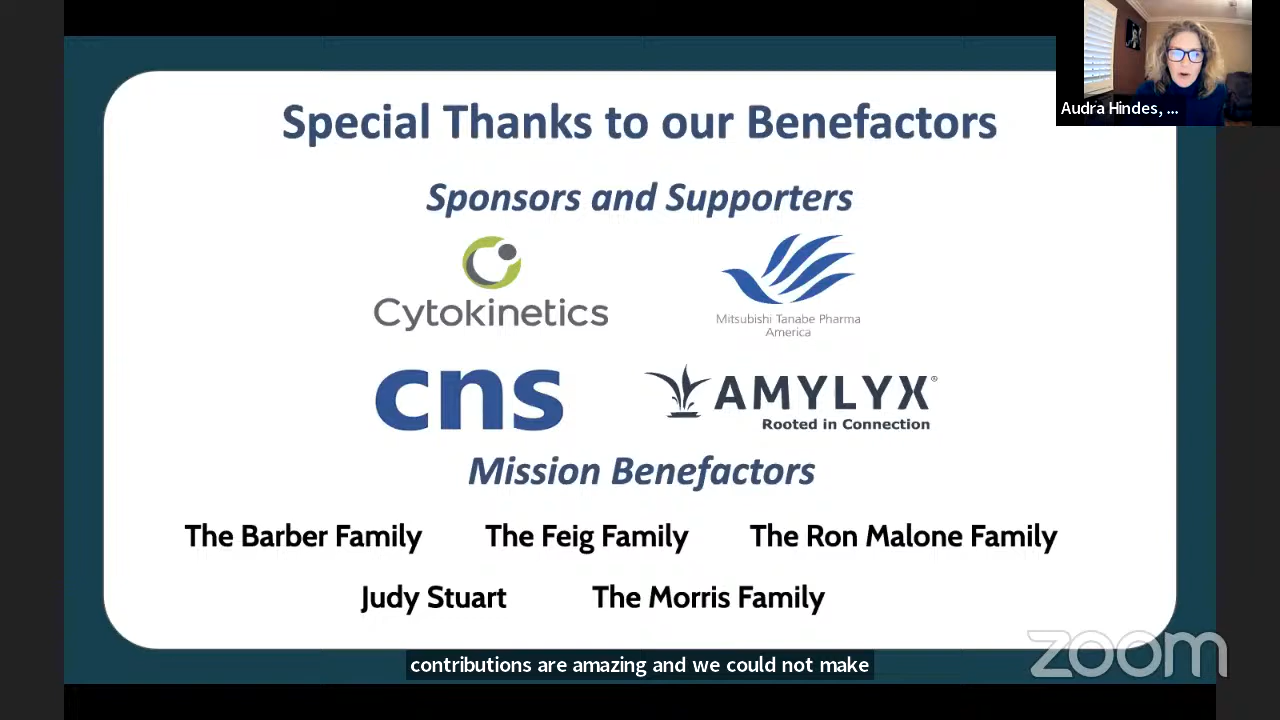 Special Thanks to our Benefactors
Audra Hindes, ...
Sponsors and Supporters
Cytokinetics
Mitsubishi Tanabe Pharma
America
cns
AMYLYX®
Rooted in Connection
Mission Benefactors
The Barber Family The Feig Family The Ron Malone Family
Judy Stuart The Morris Family
zoom
contributions are amazing and we could not make